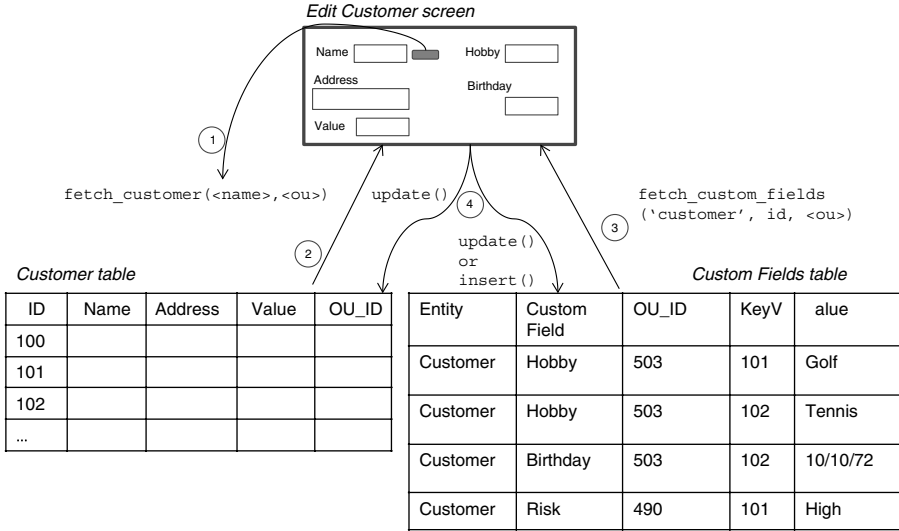 Edit Customer screen
Name
Hobby
Address
Birthday
Value
1
fetch_customer(<name>,<ou>)
update()
4
fetch_custom_fields
(‘customer’, id, <ou>)
3
2
update()
or
insert()
Customer table
ID Name Address Value OU_ID
100
101
102
...
Custom Fields table
Entity Custom Field OU_ID KeyV alue
Customer Hobby 503 101 Golf
Customer Hobby 503 102 Tennis
Customer Birthday 503 102 10/10/72
Customer Risk 490 101 High